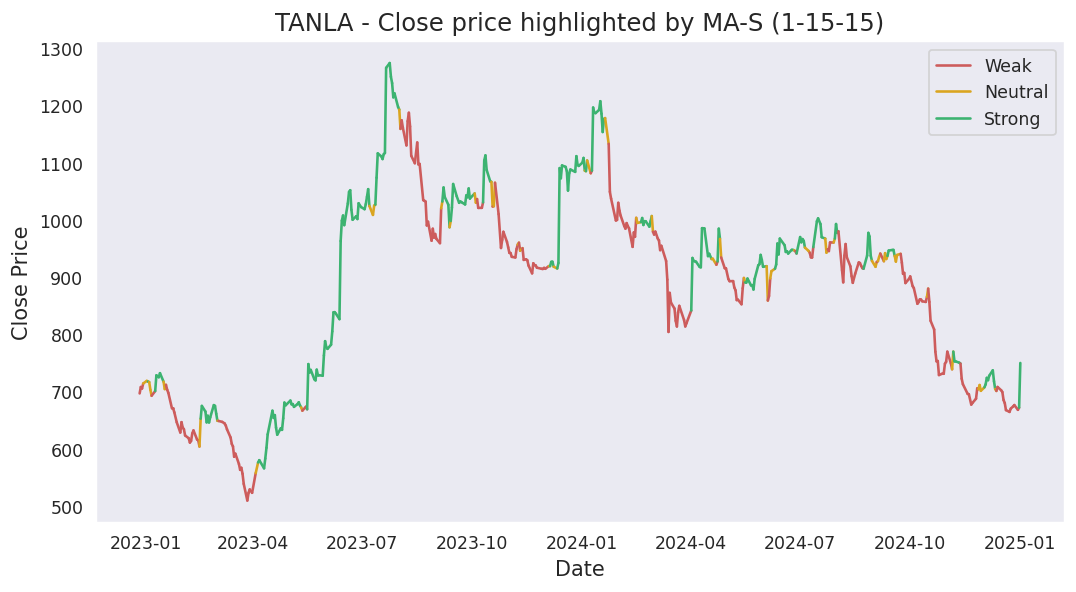 TANLA - Close price highlighted by MA-S (1-15-15)
Weak
Neutral
Strong
Close Price
1300
1200
1100
1000
900
800
700
600
500
2023-01 2023-04 2023-07 2023-10 2024-01 2024-04 2024-07 2024-10 2025-01
Date